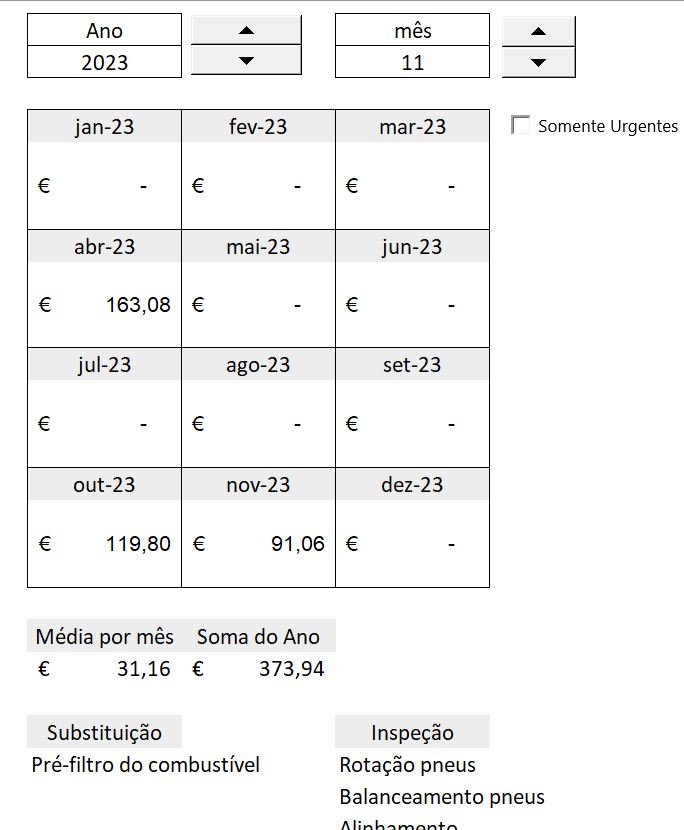 Ano mês
2023 11
jan-23 fev-23 mar-23 Somente Urgentes
€ - € - € -
abr-23 mai-23 jun-23
€ 163,08 € - € -
jul-23 ago-23 set-23
€ - € - € -
out-23 nov-23 dez-23
€ 119,80 € 91,06 € -
Média por mês Soma do Ano
€ 31,16 € 373,94
Substituição Inspeção
Pré-filtro do combustível Rotação pneus
Balanceamento pneus
Alinhamento